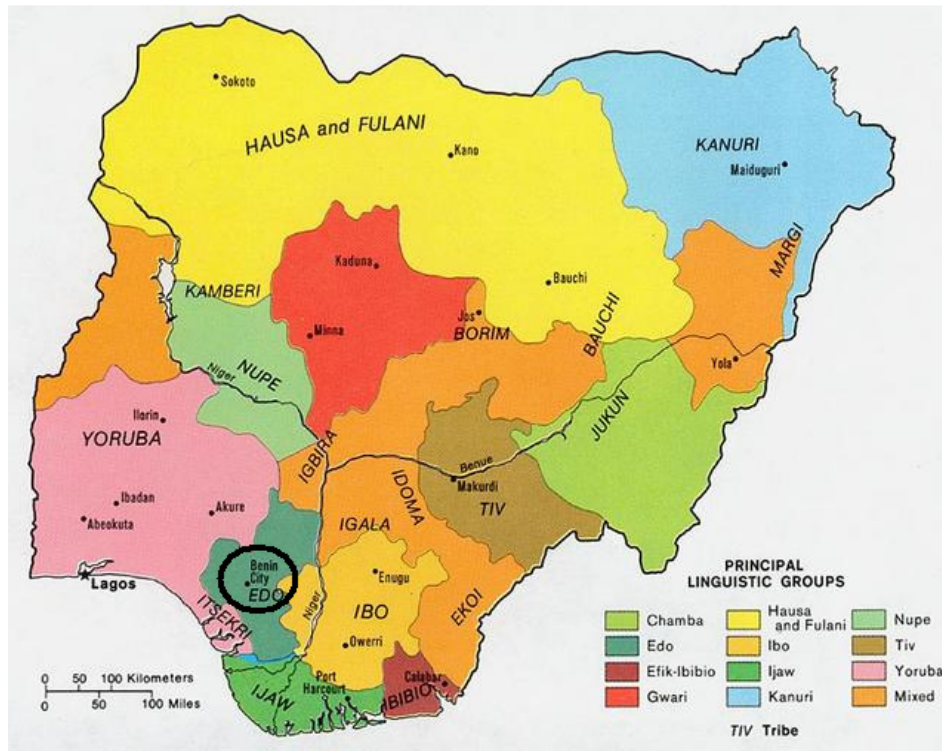 Sokoto
HAUSA and FULANI
Kano
KANURI
Maiduguri
MARGI
Kaduna
KAMBERI
Bauchi
Minna
Jos
BORIM
BAUCHI
Yola
Niger
NUPE
Ilorin
YORUBA
JUKUN
IGBIRA
Benue
Makurdi
IDOMA
TIV
Ibadan
Abeokuta
Akure
IGALA
Benin
City
EDO
Enugu
Lagos
ITSEKRI
Niger
IBO
EKOI
Owerri
Port
Harcourt
IJAW
Calabar
IBIBIO
0 50 100 Kilometers
0 50 100 Miles
PRINCIPAL
LINGUISTIC GROUPS
Chamba
Edo
Efik-Ibibio
Gwari
Hausa
and Fulani
Ibo
Ijaw
Kanuri
Nupe
Tiv
Yoruba
Mixed
TIV Tribe